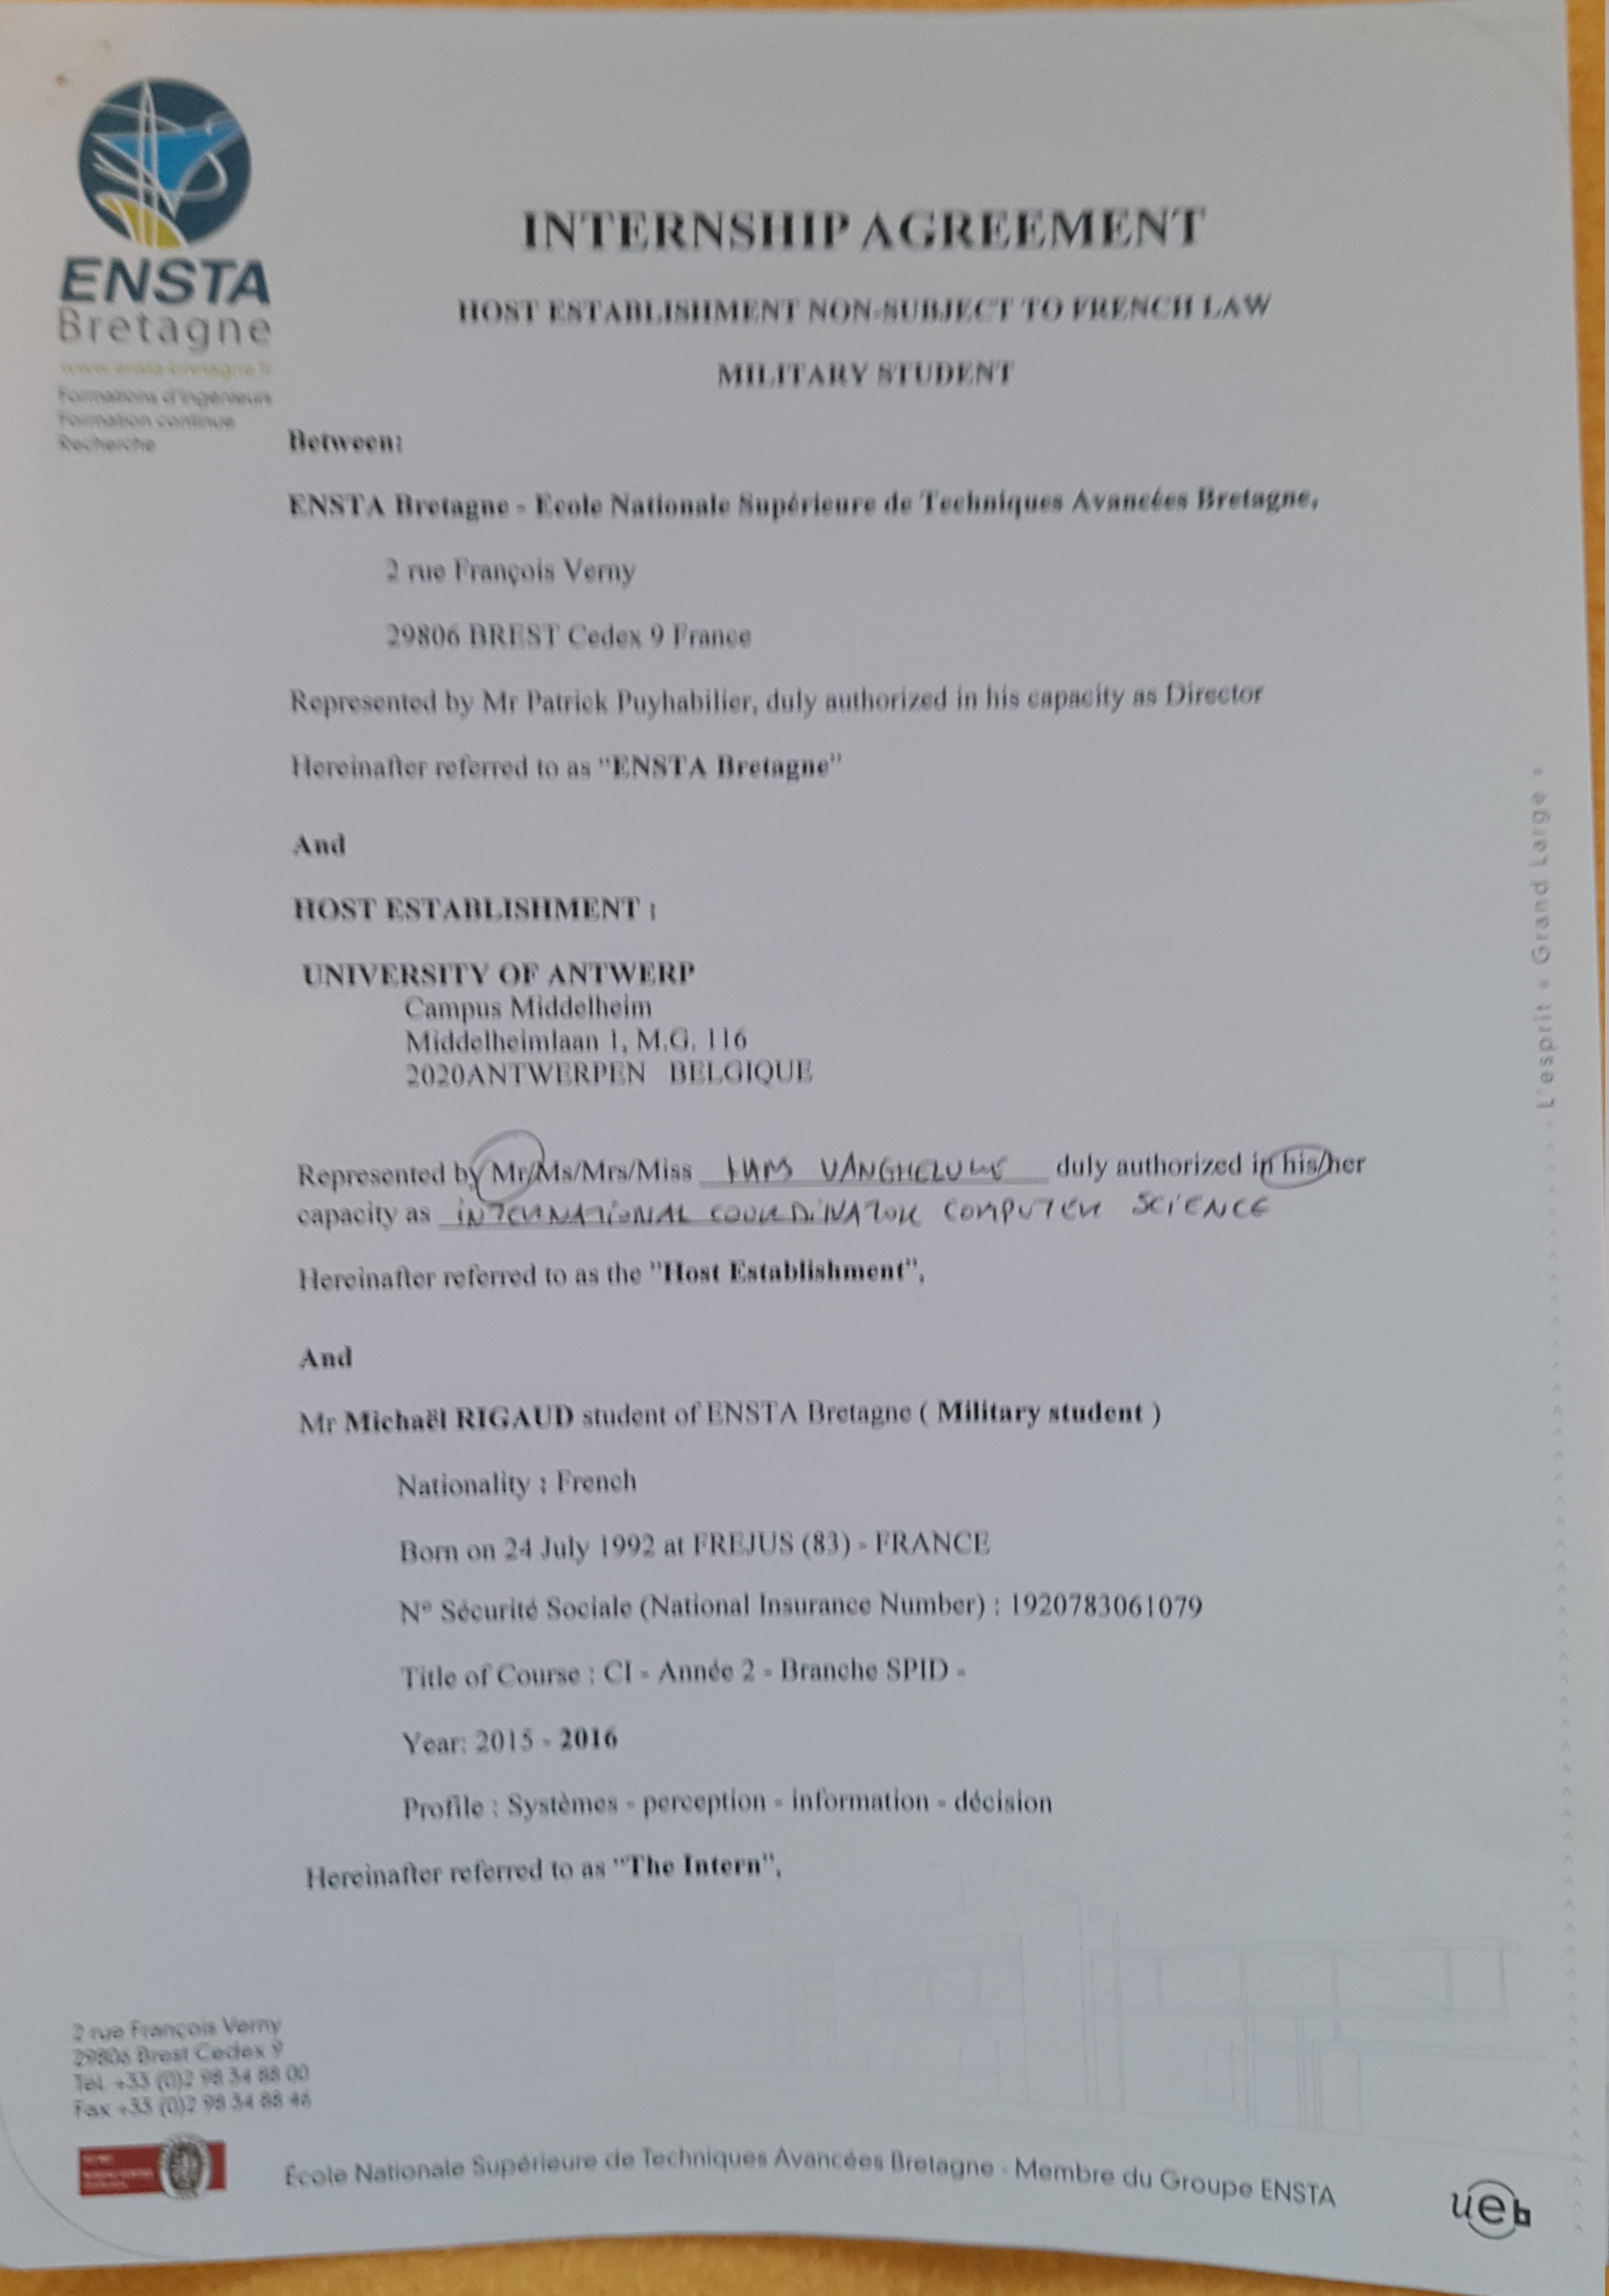 ENSTA
Bretagne
www.ensta-bretagne.fr
Formations d'ingénieurs
Formation continue
Recherche
INTERNSHIP AGREEMENT
HOST ESTABLISHMENT NON-SUBJECT TO FRENCH LAW
MILITARY STUDENT
Between:
ENSTA Bretagne - Ecole Nationale Supérieure de Techniques Avancées Bretagne,
2 rue François Verny
29806 BREST Cedex 9 France
Represented by Mr Patrick Puyhabilier, duly authorized in his capacity as Director
Hereinafter referred to as "ENSTA Bretagne"
And
HOST ESTABLISHMENT :
UNIVERSITY OF ANTWERP
Campus Middelheim
Middelheimlaan 1, M.G. 116
2020ANTWERPEN BELGIQUE
Represented by Mr/Ms/Mrs/Miss VANGHELUWE duly authorized in his/her
capacity as INTERNATIONAL COORDINATOR COMPUTER SCIENCE
Hereinafter referred to as the "Host Establishment",
And
Mr Michaël RIGAUD student of ENSTA Bretagne ( Military student )
Nationality : French
Born on 24 July 1992 at FREJUS (83) - FRANCE
N° Sécurité Sociale (National Insurance Number) : 1920783061079
Title of Course : CI - Année 2 - Branche SPID -
Year: 2015 - 2016
Profile : Systèmes - perception - information - décision
Hereinafter referred to as "The Intern",
L'esprit « Grand Large »
2 rue François Verny
29806 Brest Cedex 9
Tél. +33 (0)2 98 34 88 00
Fax +33 (0)2 98 34 88 46
École Nationale Supérieure de Techniques Avancées Bretagne - Membre du Groupe ENSTA
ueb